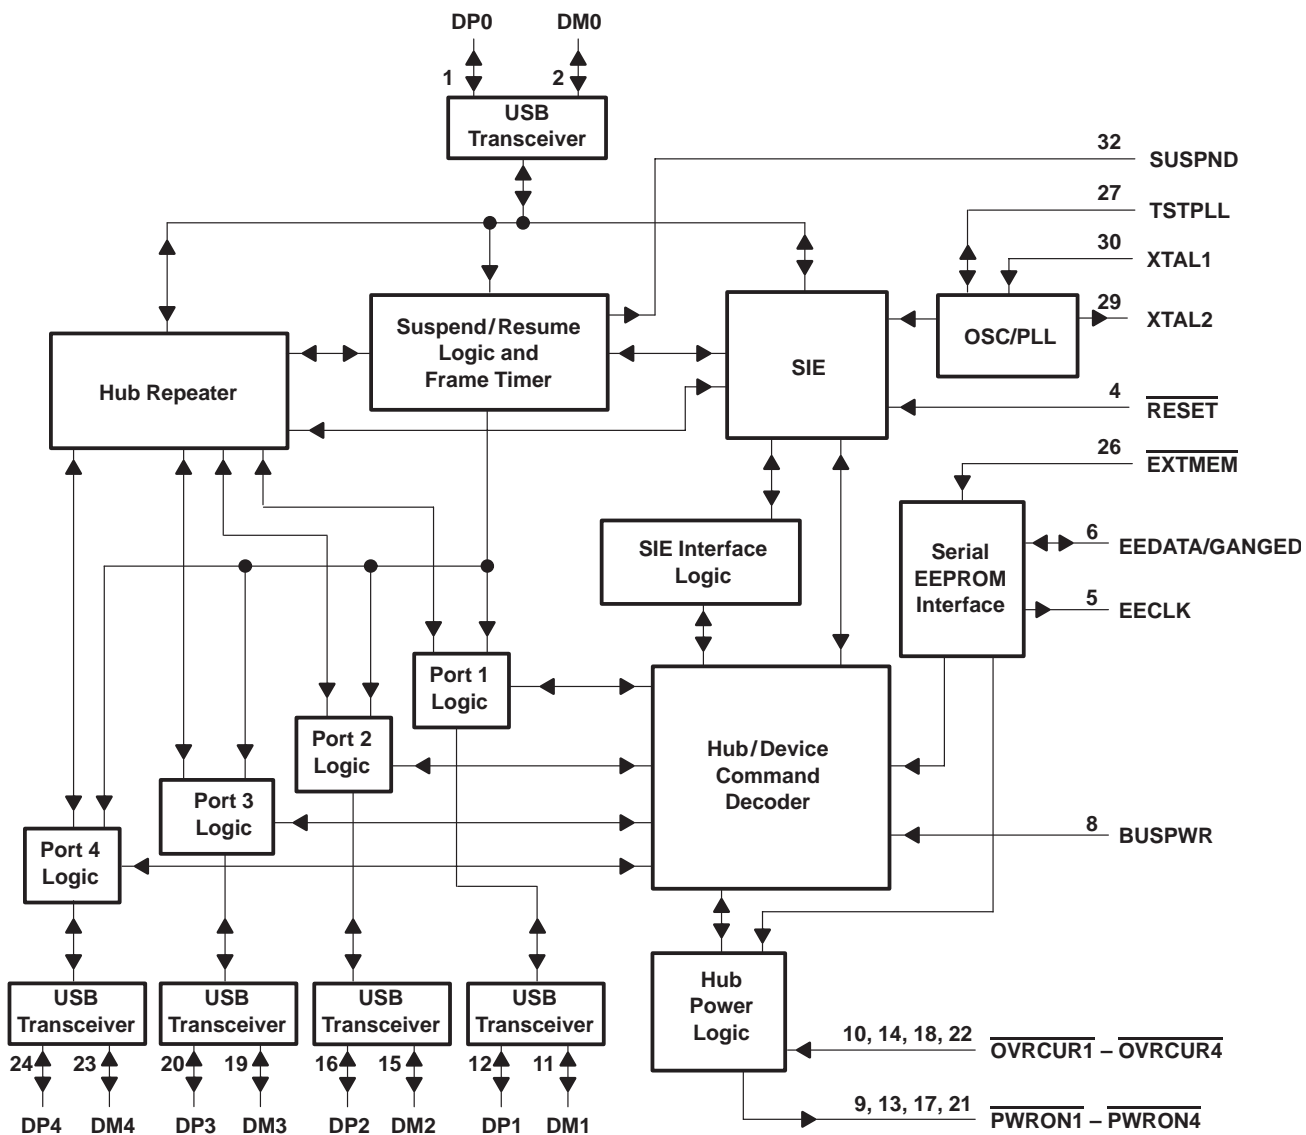 DP0 DM0
1 2
USB
Transceiver
32 SUSPND
27 TSTPLL
30 XTAL1
29 XTAL2
Suspend/Resume
Logic and
Frame Timer
SIE
OSC/PLL
Hub Repeater
4 RESET
26 EXTMEM
SIE Interface
Logic
Serial
EEPROM
Interface
6 EEDATA/GANGED
5 EECLK
Port 1
Logic
Port 2
Logic
Hub/Device
Command
Decoder
Port 3
Logic
8 BUSPWR
Port 4
Logic
USB
Transceiver
USB
Transceiver
USB
Transceiver
USB
Transceiver
Hub
Power
Logic
10, 14, 18, 22 OVRCUR1 – OVRCUR4
24 23 20 19 16 15 12 11
9, 13, 17, 21 PWRON1 – PWRON4
DP4 DM4 DP3 DM3 DP2 DM2 DP1 DM1